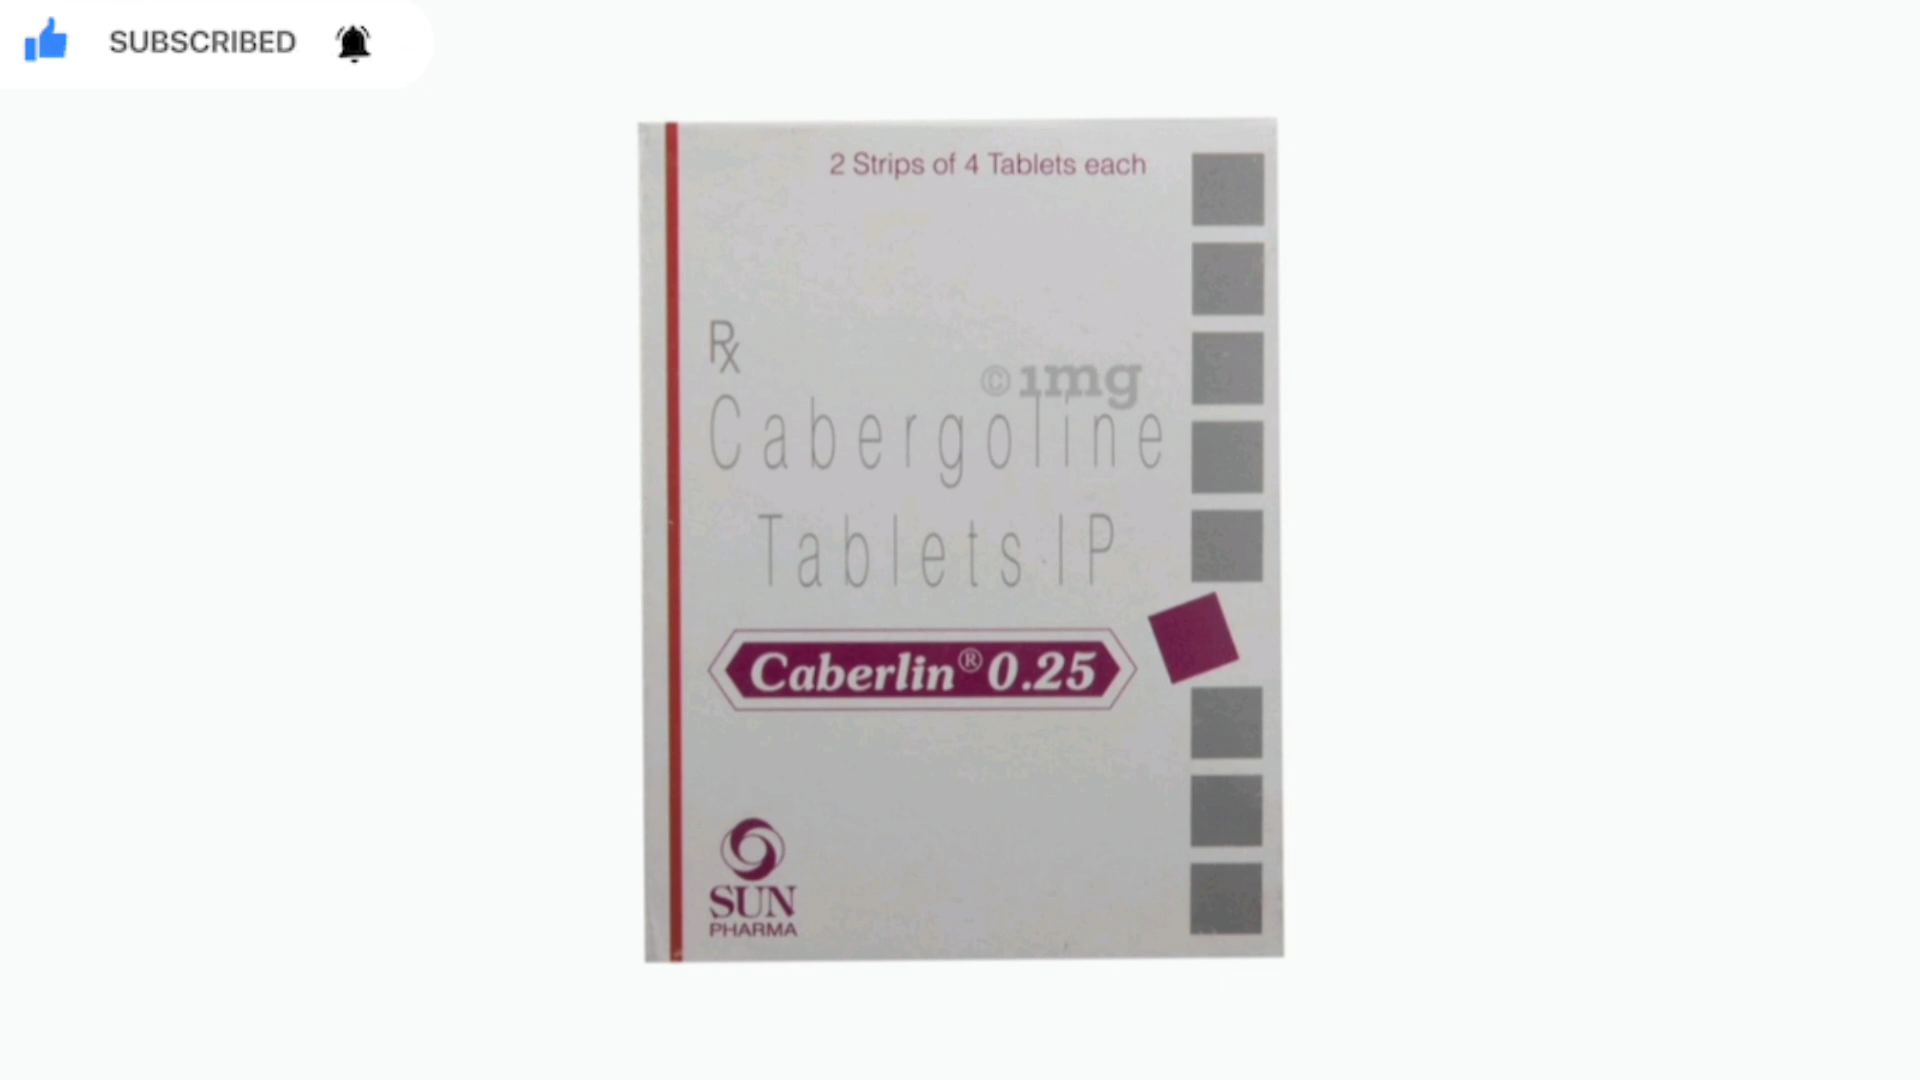 SUBSCRIBED
2 Strips of 4 Tablets each
Rx
© 1mg
Cabergoline
Tablets IP
Caberlin® 0.25
SUN
PHARMA